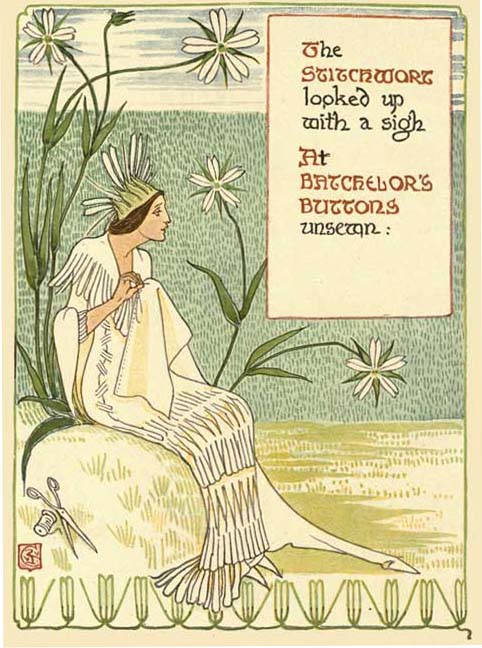 The
STITCHWORT
looked up
with a sigh
At
BATCHELOR'S
BUTTONS
unsewn :